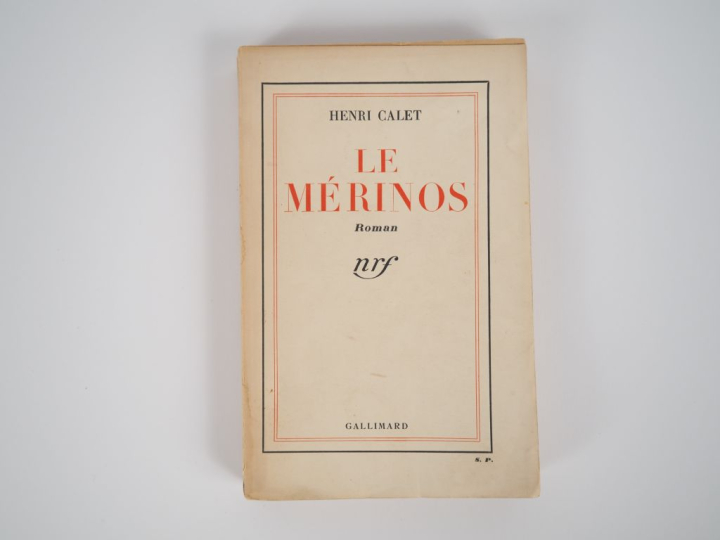 HENRI CALET
LE
MÉRINOS
Roman
nrf
GALLIMARD
S. P.